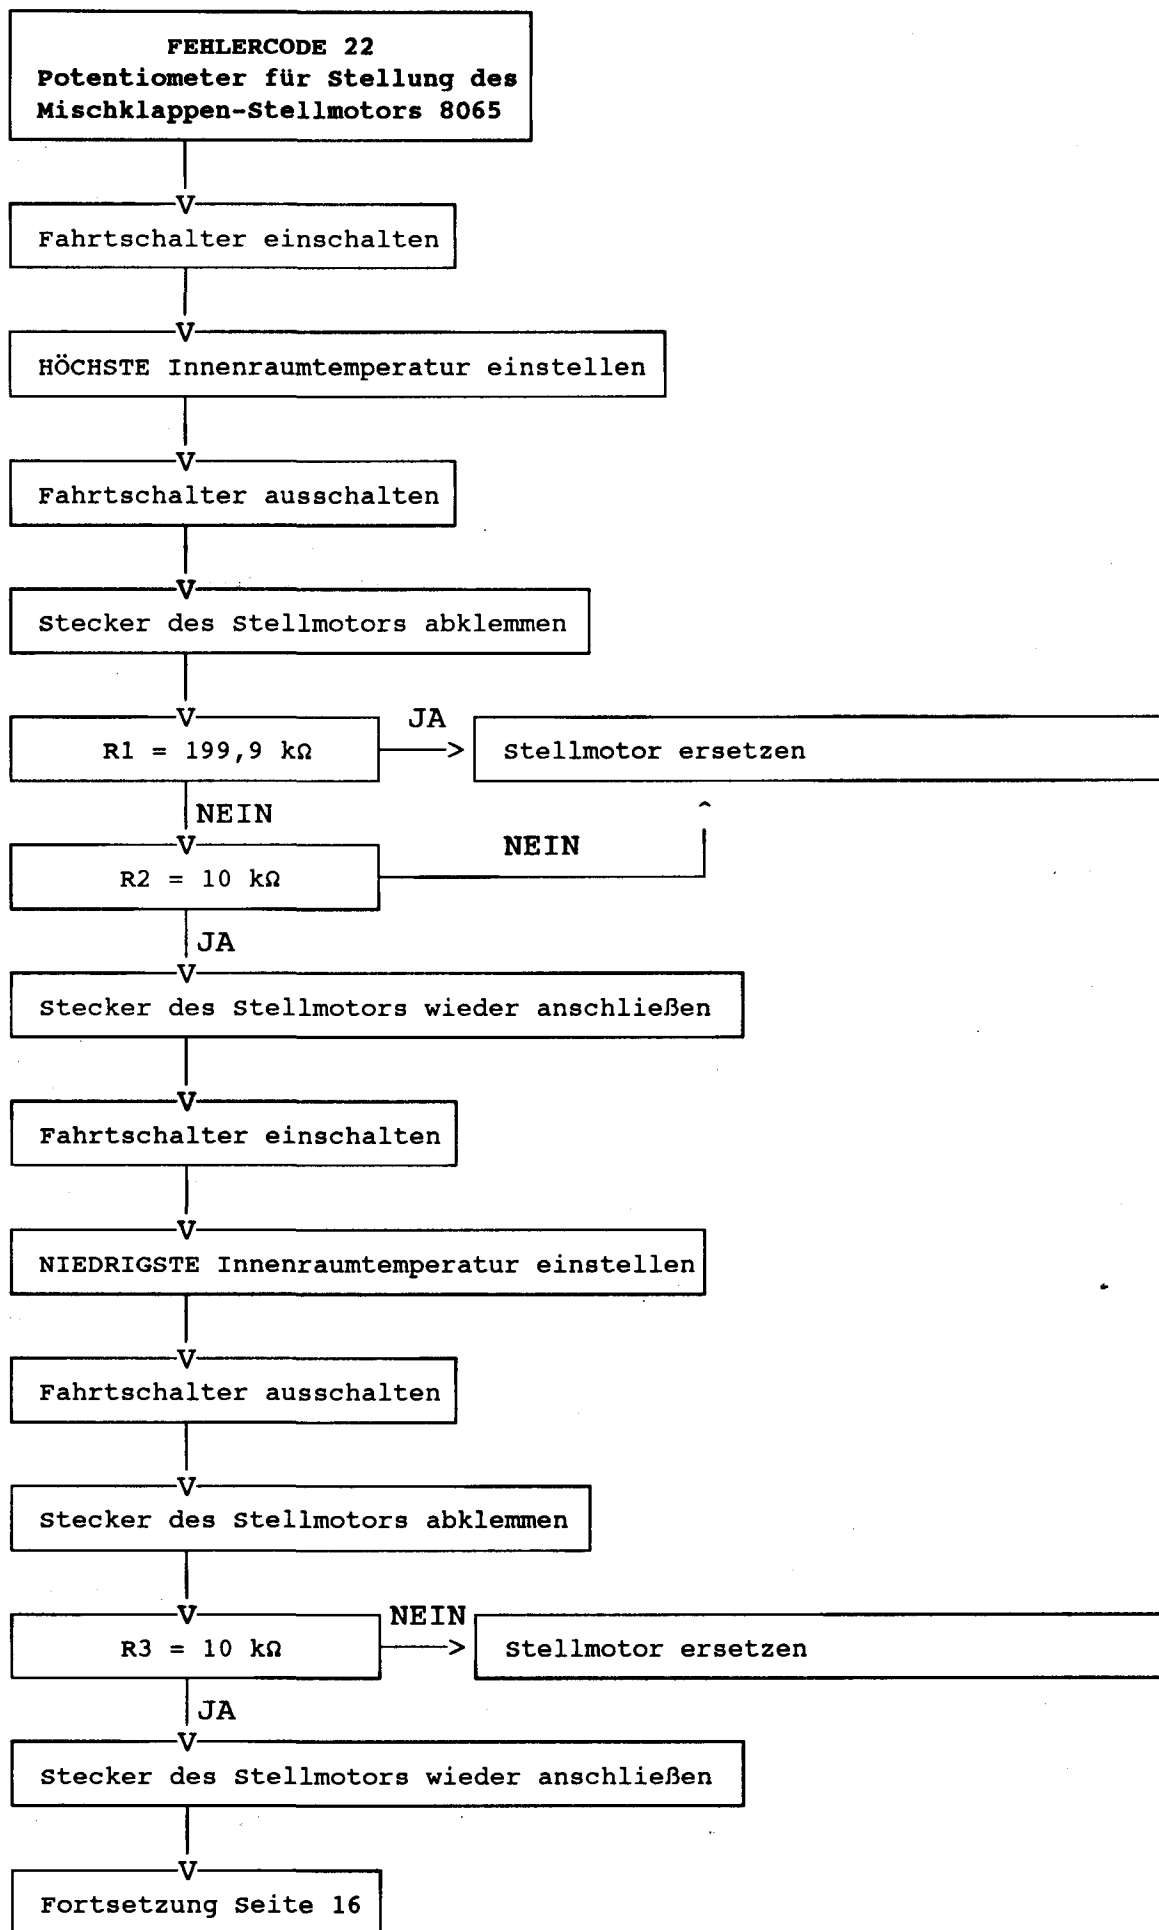 FEHLERCODE 22
Potentiometer für Stellung des
Mischklappen-Stellmotors 8065
V
Fahrtschalter einschalten
V
HÖCHSTE Innenraumtemperatur einstellen
V
Fahrtschalter ausschalten
V
Stecker des Stellmotors abklemmen
V
JA
R1 = 199,9 kΩ
>
Stellmotor ersetzen
NEIN
^
V
NEIN
R2 = 10 kΩ
JA
V
Stecker des Stellmotors wieder anschließen
V
Fahrtschalter einschalten
V
NIEDRIGSTE Innenraumtemperatur einstellen
V
Fahrtschalter ausschalten
V
Stecker des Stellmotors abklemmen
V
NEIN
R3 = 10 kΩ
>
Stellmotor ersetzen
JA
V
Stecker des Stellmotors wieder anschließen
V
Fortsetzung Seite 16